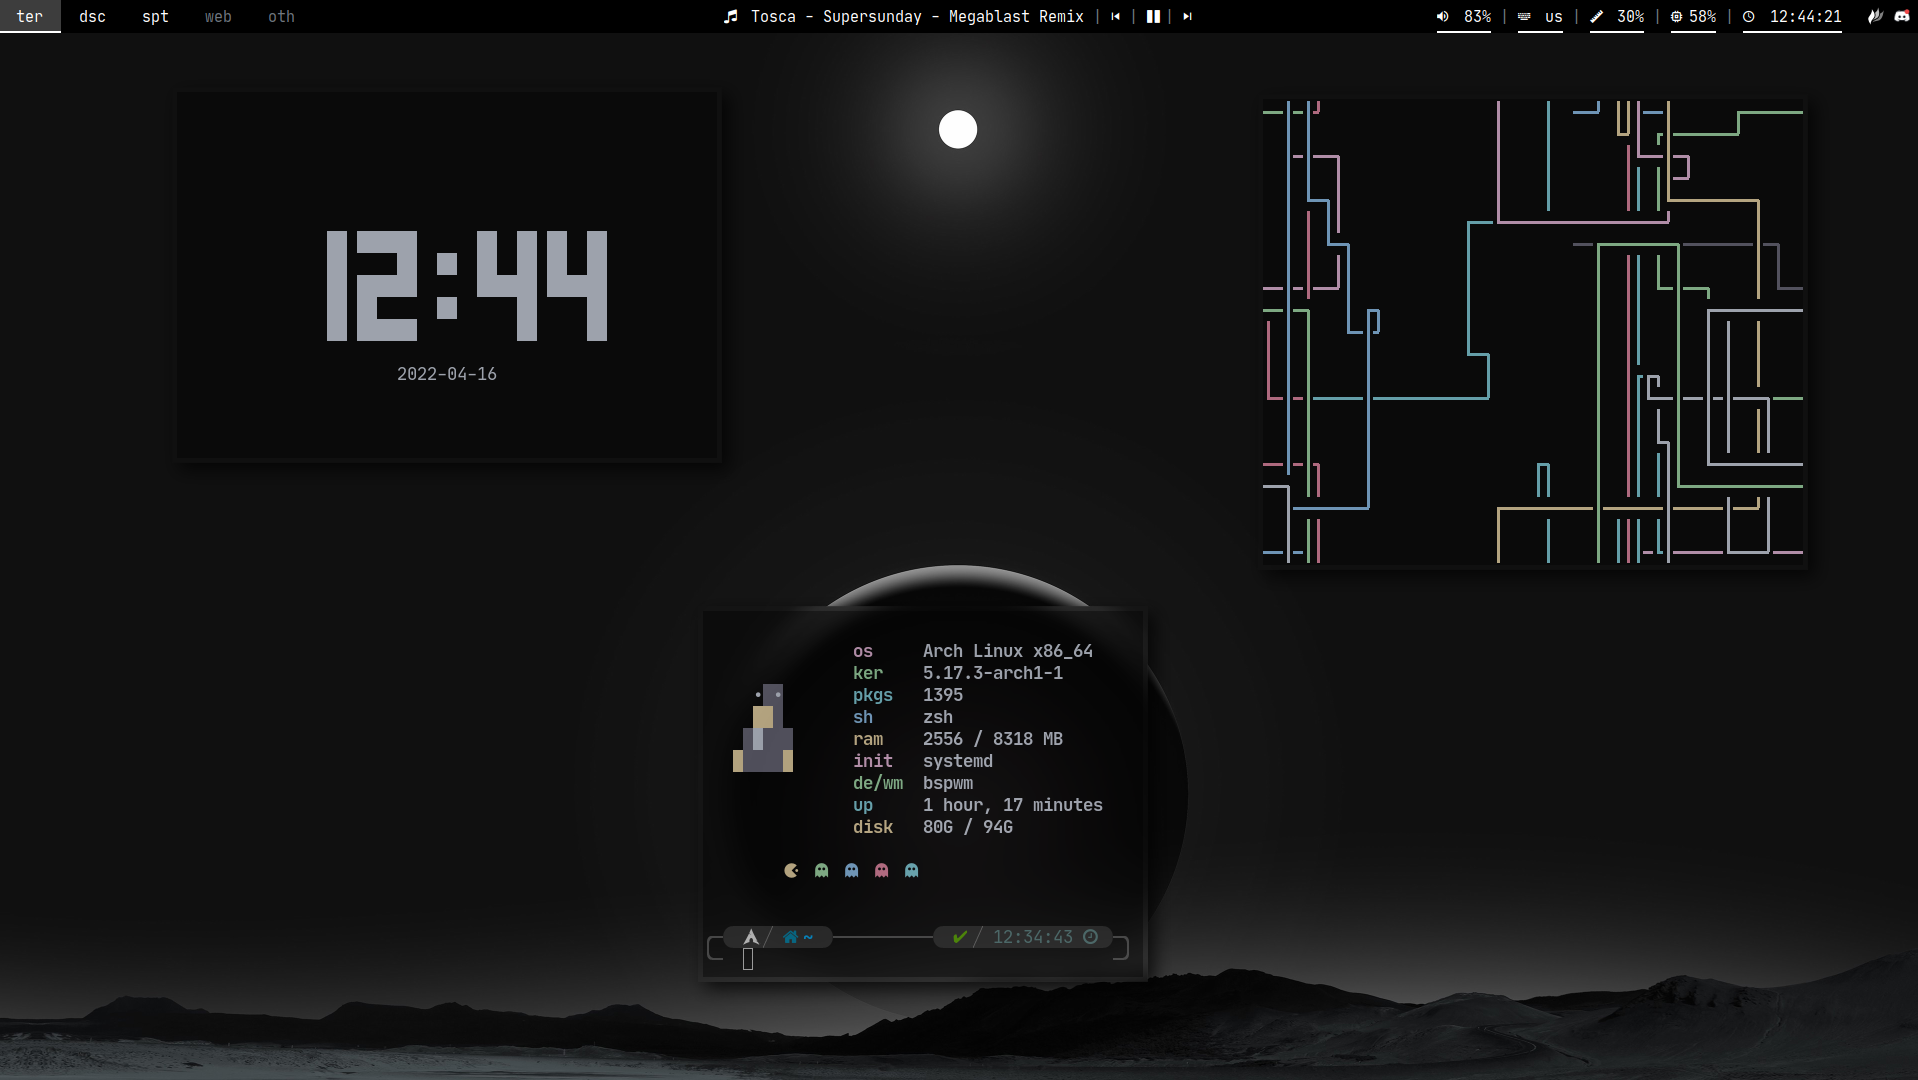 ter dsc spt web oth
Tosca - Supersunday - Megablast Remix | | |
83% | us | 30% | 58% | 12:44:21
12:44
2022-04-16
os Arch Linux x86_64
ker 5.17.3-arch1-1
pkgs 1395
sh zsh
ram 2556 / 8318 MB
init systemd
de/wm bspwm
up 1 hour, 17 minutes
disk 80G / 94G
~ 12:34:43